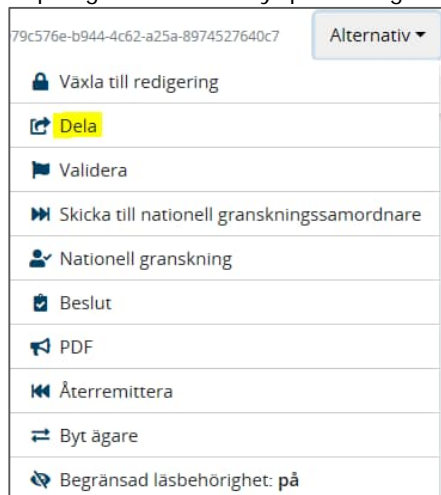 79c576e-b944-4c62-a25a-8974527640c7 Alternativ
Växla till redigering
Dela
Validera
Skicka till nationell granskningssamordnare
Nationell granskning
Beslut
PDF
Återremittera
Byt ägare
Begränsad läsbehörighet: på